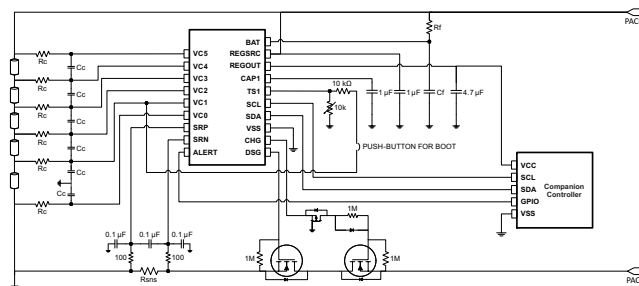 PAC
Rf
BAT
REGSRC
REGOUT
CAP1
TS1
SCL
SDA
VSS
CHG
DSG
VC5
VC4
VC3
VC2
VC1
VC0
SRP
SRN
ALERT
Rc
Rc
Rc
Rc
Rc
Rc
Cc
Cc
Cc
Cc
Cc
10 kΩ
10k
1 µF
1 µF
Cf
4.7 µF
PUSH-BUTTON FOR BOOT
VCC
SCL
SDA
GPIO
VSS
Companion
Controller
0.1 µF
0.1 µF
0.1 µF
100
100
Rsns
1M
1M
1M
PAC